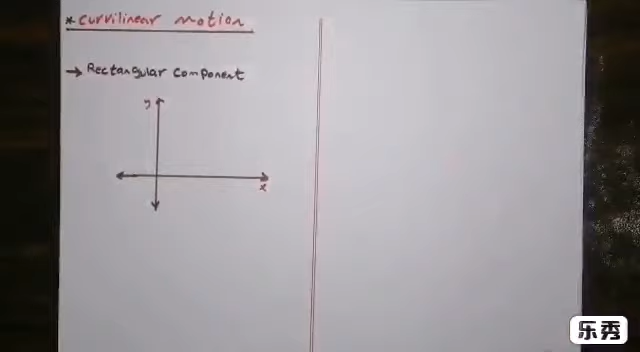 * curvilinear motion
→ Rectangular component
y
x
乐秀